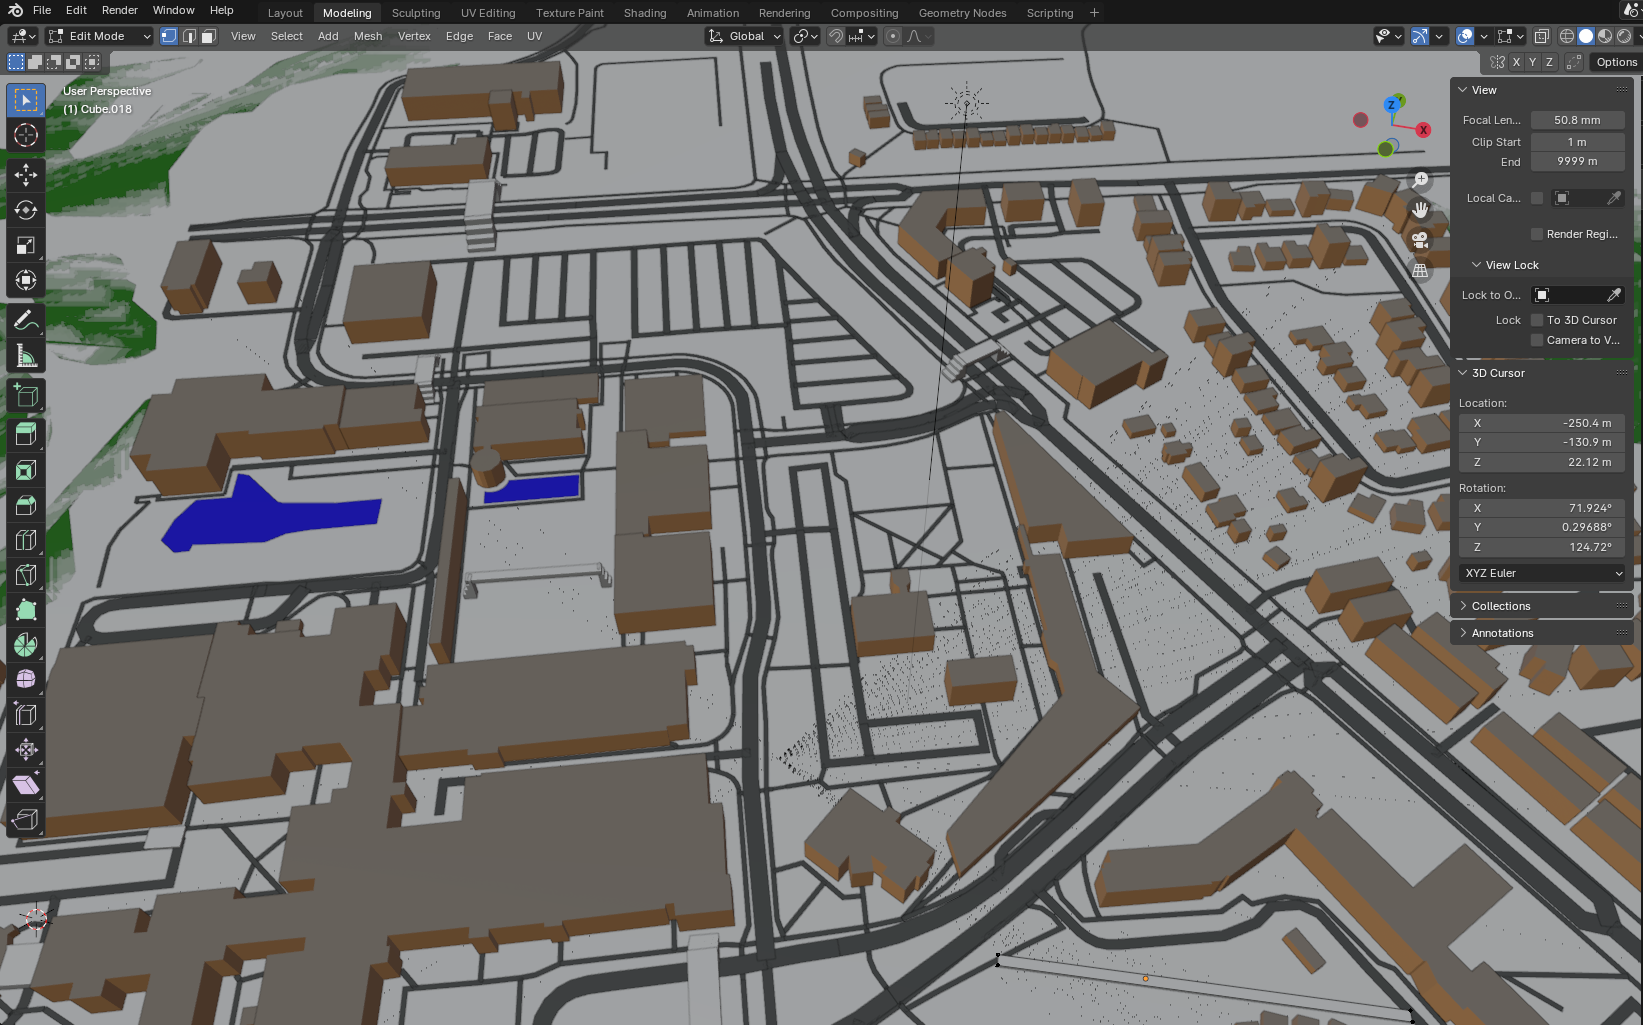 File Edit Render Window Help Layout Modeling Sculpting UV Editing Texture Paint Shading Animation Rendering Compositing Geometry Nodes Scripting +
Edit Mode View Select Add Mesh Vertex Edge Face UV Global
X Y Z Options
User Perspective
(1) Cube.018
Z
X
View
Focal Len... 50.8 mm
Clip Start 1 m
End 9999 m
Local Ca...
Render Regi...
View Lock
Lock to O...
Lock To 3D Cursor
Camera to V...
3D Cursor
Location:
X -250.4 m
Y -130.9 m
Z 22.12 m
Rotation:
X 71.924°
Y 0.29688°
Z 124.72°
XYZ Euler
Collections
Annotations